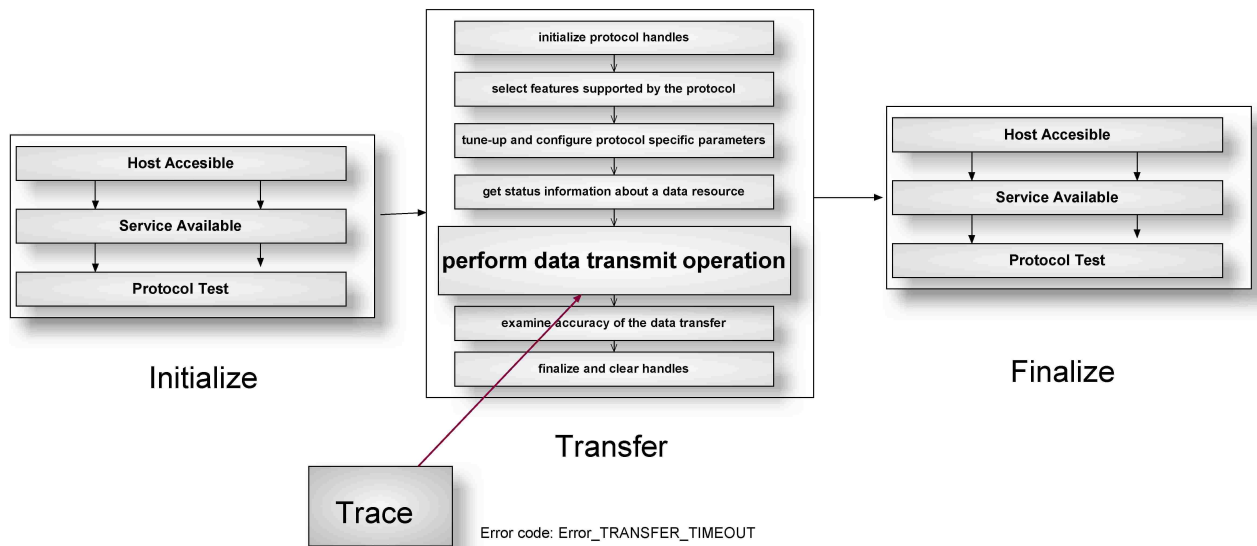 Host Accesible
Service Available
Protocol Test
Initialize
initialize protocol handles
select features supported by the protocol
tune-up and configure protocol specific parameters
get status information about a data resource
perform data transmit operation
examine accuracy of the data transfer
finalize and clear handles
Transfer
Host Accesible
Service Available
Protocol Test
Finalize
Trace
Error code: Error_TRANSFER_TIMEOUT